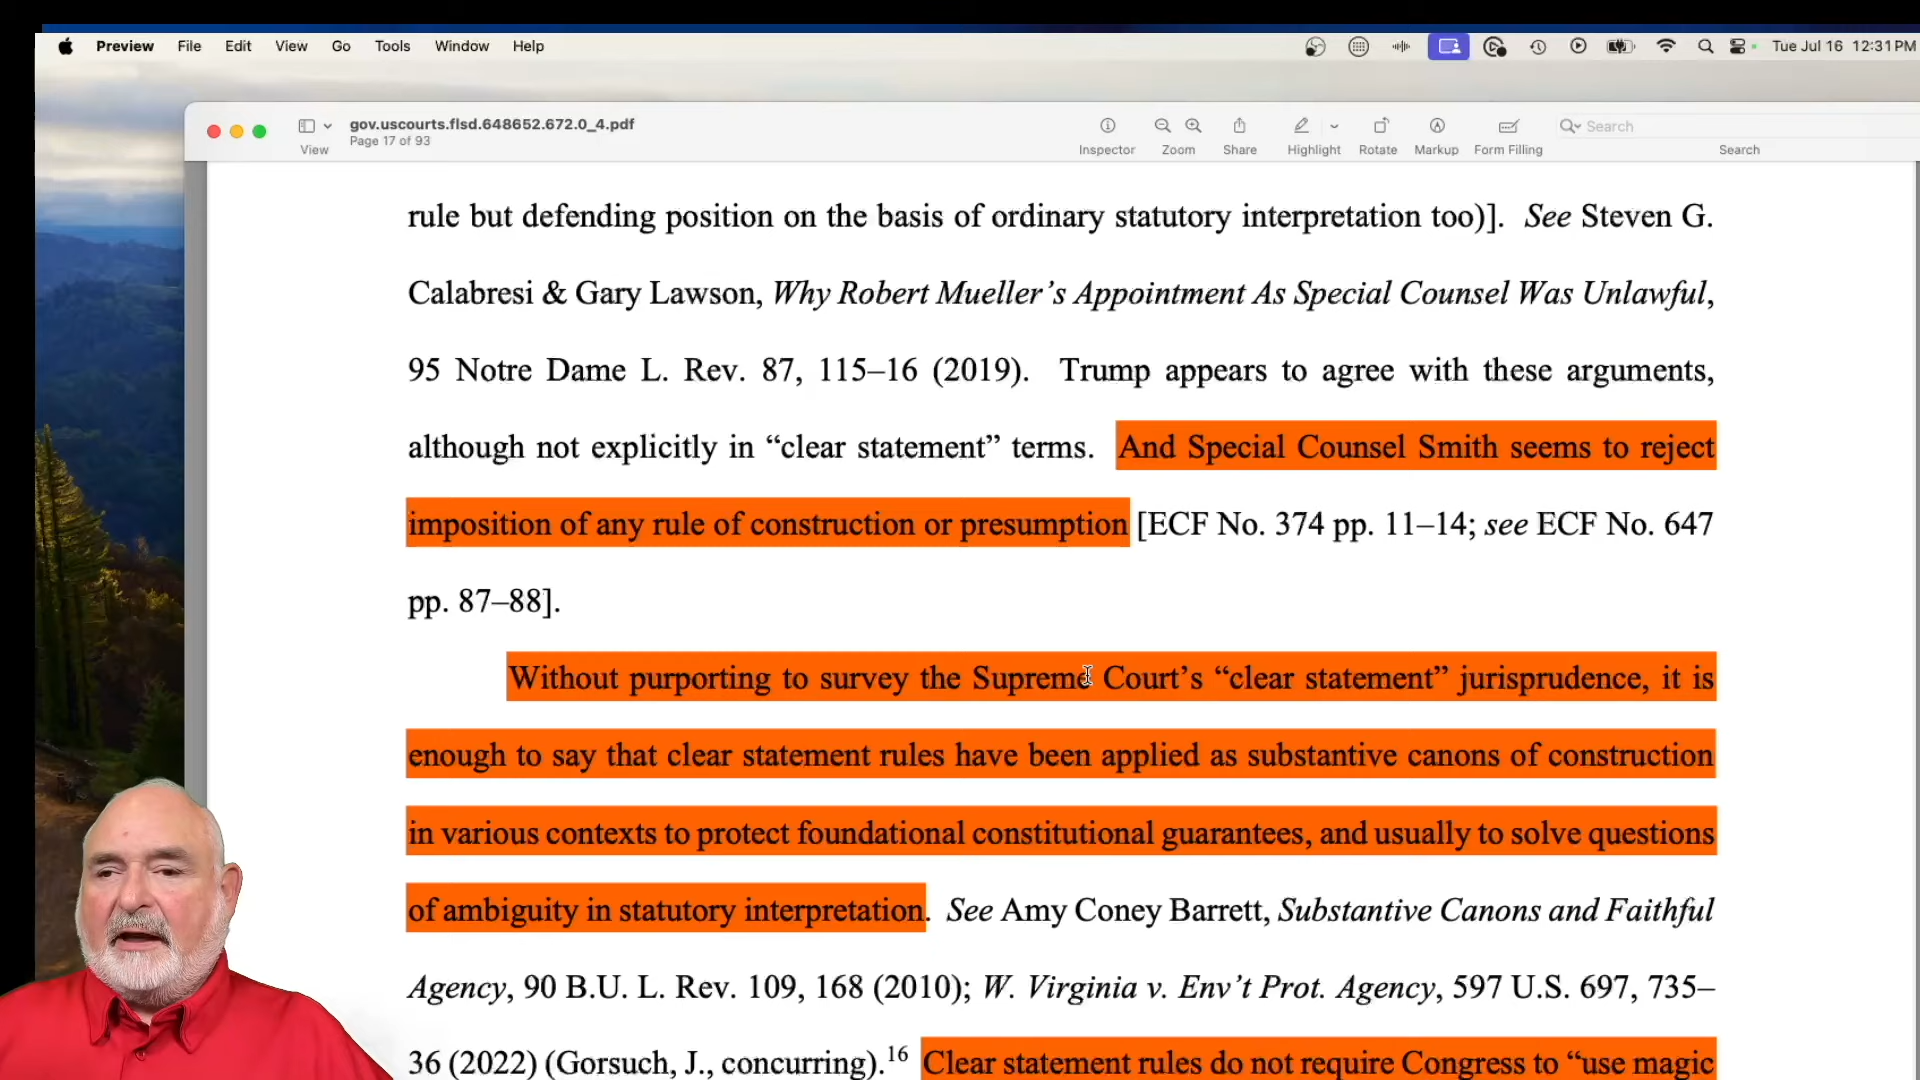 Preview File Edit View Go Tools Window Help Tue Jul 16 12:31 PM
gov.uscourts.flsd.648652.672.0_4.pdf
Page 17 of 93
Search
View Inspector Zoom Share Highlight Rotate Markup Form Filling Search
rule but defending position on the basis of ordinary statutory interpretation too)]. See Steven G.
Calabresi & Gary Lawson, Why Robert Mueller’s Appointment As Special Counsel Was Unlawful,
95 Notre Dame L. Rev. 87, 115–16 (2019). Trump appears to agree with these arguments,
although not explicitly in “clear statement” terms. And Special Counsel Smith seems to reject
imposition of any rule of construction or presumption [ECF No. 374 pp. 11–14; see ECF No. 647
pp. 87–88].
Without purporting to survey the Supreme Court’s “clear statement” jurisprudence, it is
enough to say that clear statement rules have been applied as substantive canons of construction
in various contexts to protect foundational constitutional guarantees, and usually to solve questions
of ambiguity in statutory interpretation. See Amy Coney Barrett, Substantive Canons and Faithful
Agency, 90 B.U. L. Rev. 109, 168 (2010); W. Virginia v. Env’t Prot. Agency, 597 U.S. 697, 735–
36 (2022) (Gorsuch, J., concurring).16 Clear statement rules do not require Congress to “use magic